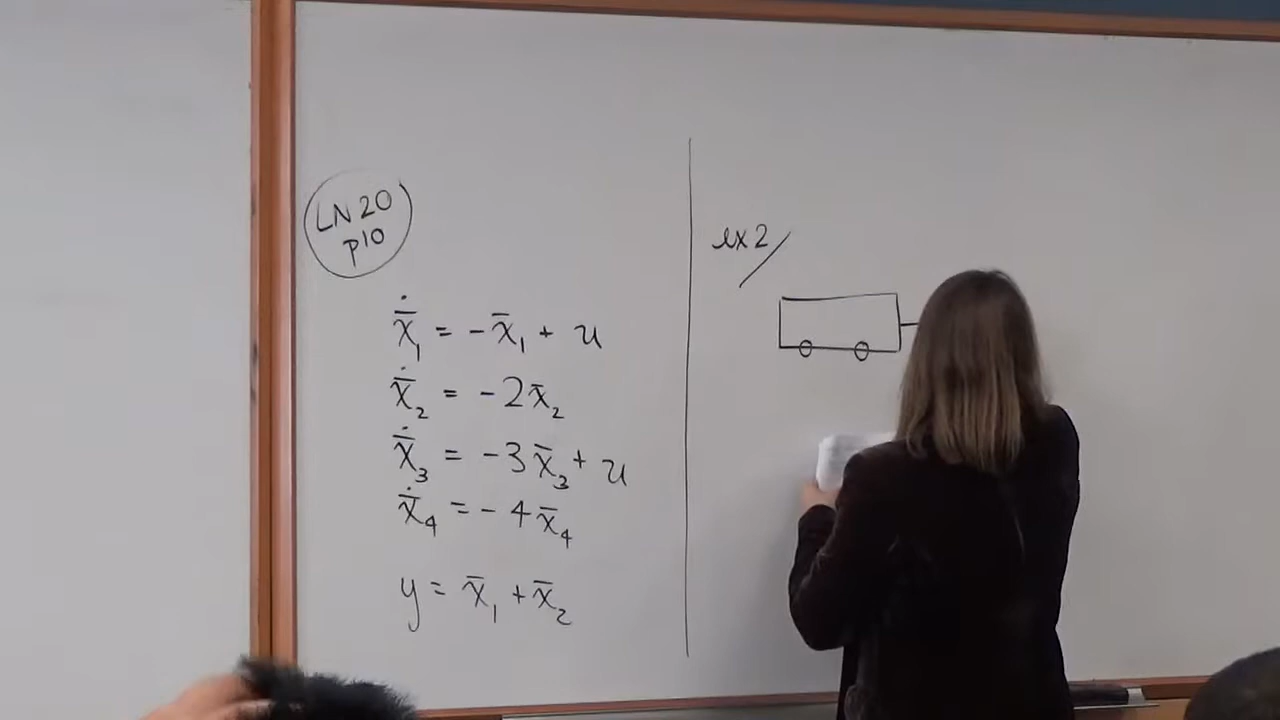 LN 20
p10
ẋ̄₁ = -x̄₁ + u
ẋ̄₂ = -2x̄₂
ẋ̄₃ = -3x̄₃ + u
ẋ̄₄ = -4x̄₄
y = x̄₁ + x̄₂
ex 2/